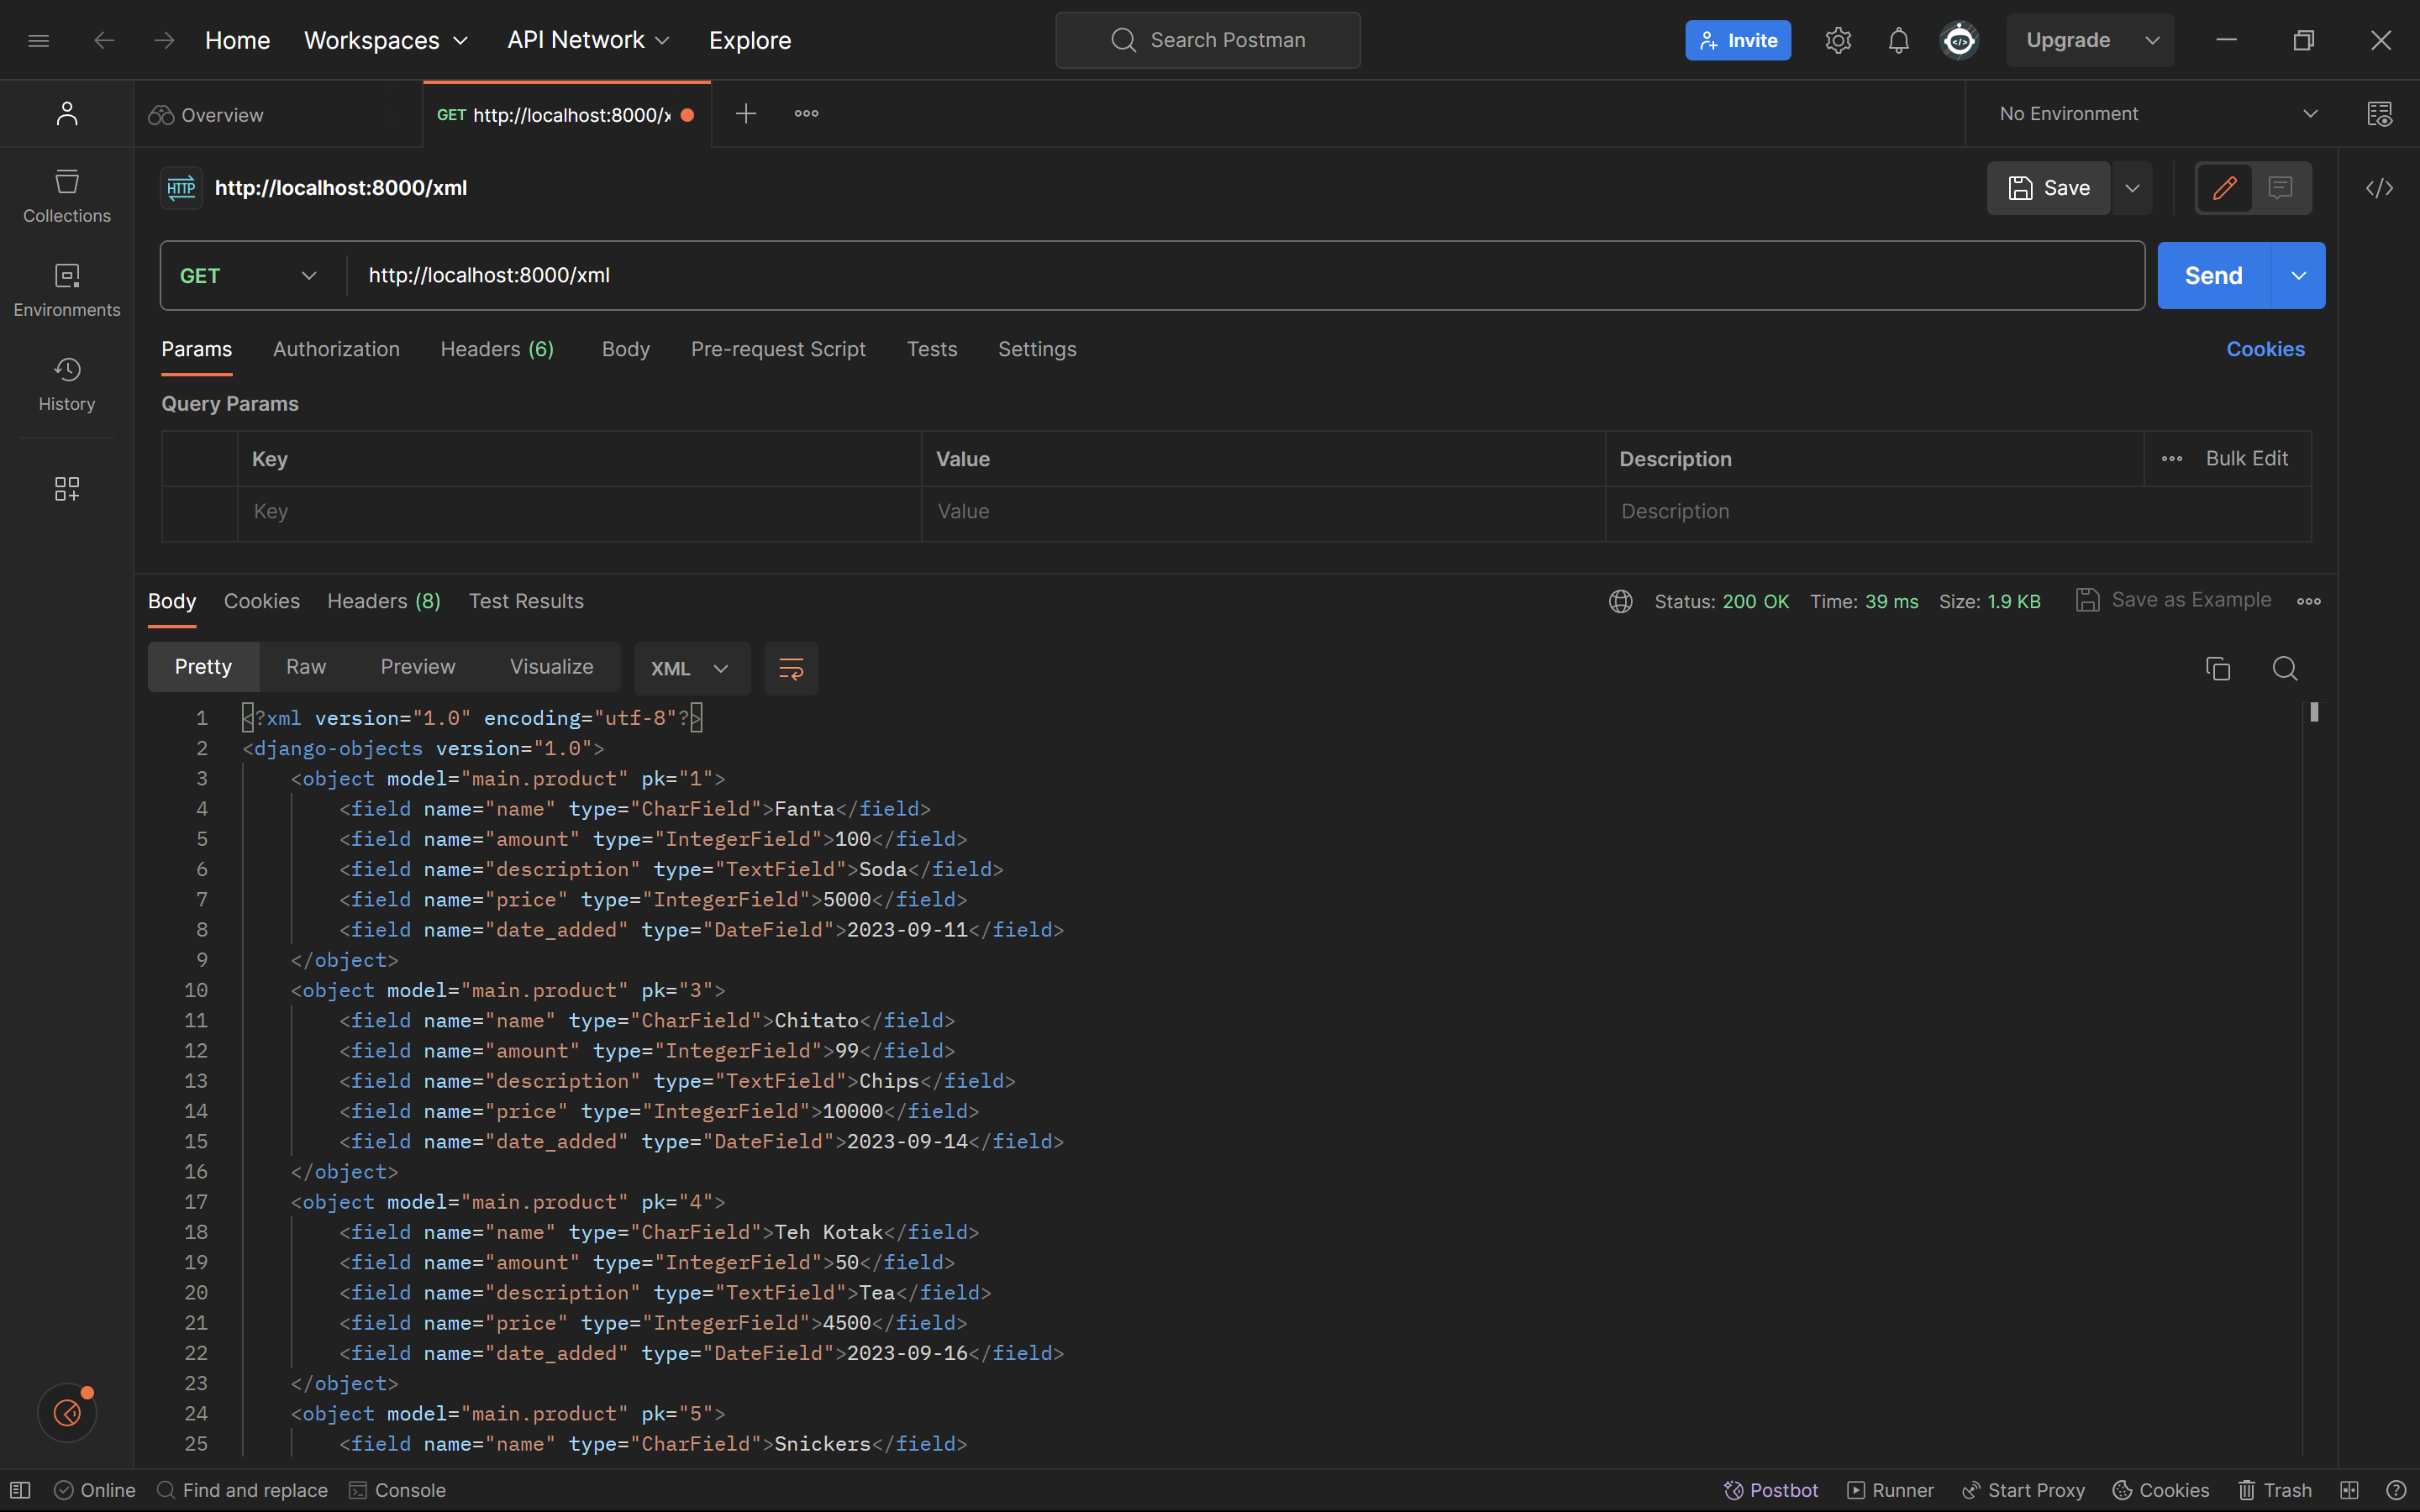 Home Workspaces API Network Explore Search Postman Invite Upgrade
Overview GET http://localhost:8000/x No Environment
HTTP http://localhost:8000/xml Save
Collections
GET http://localhost:8000/xml Send
Environments
Params Authorization Headers (6) Body Pre-request Script Tests Settings Cookies
History
Query Params
Key Value Description Bulk Edit
Key Value Description
Body Cookies Headers (8) Test Results Status: 200 OK Time: 39 ms Size: 1.9 KB Save as Example
Pretty Raw Preview Visualize XML
1 <?xml version="1.0" encoding="utf-8"?>
2 <django-objects version="1.0">
3 <object model="main.product" pk="1">
4 <field name="name" type="CharField">Fanta</field>
5 <field name="amount" type="IntegerField">100</field>
6 <field name="description" type="TextField">Soda</field>
7 <field name="price" type="IntegerField">5000</field>
8 <field name="date_added" type="DateField">2023-09-11</field>
9 </object>
10 <object model="main.product" pk="3">
11 <field name="name" type="CharField">Chitato</field>
12 <field name="amount" type="IntegerField">99</field>
13 <field name="description" type="TextField">Chips</field>
14 <field name="price" type="IntegerField">10000</field>
15 <field name="date_added" type="DateField">2023-09-14</field>
16 </object>
17 <object model="main.product" pk="4">
18 <field name="name" type="CharField">Teh Kotak</field>
19 <field name="amount" type="IntegerField">50</field>
20 <field name="description" type="TextField">Tea</field>
21 <field name="price" type="IntegerField">4500</field>
22 <field name="date_added" type="DateField">2023-09-16</field>
23 </object>
24 <object model="main.product" pk="5">
25 <field name="name" type="CharField">Snickers</field>
Online Find and replace Console Postbot Runner Start Proxy Cookies Trash